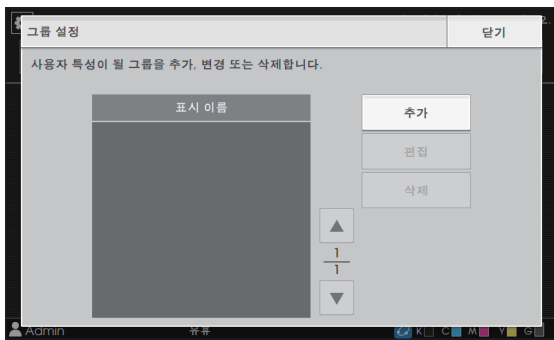 그룹 설정
닫기
사용자 특성이 될 그룹을 추가, 변경 또는 삭제합니다.
표시 이름
추가
편집
삭제
1
1
Admin
유휴
K C M Y G